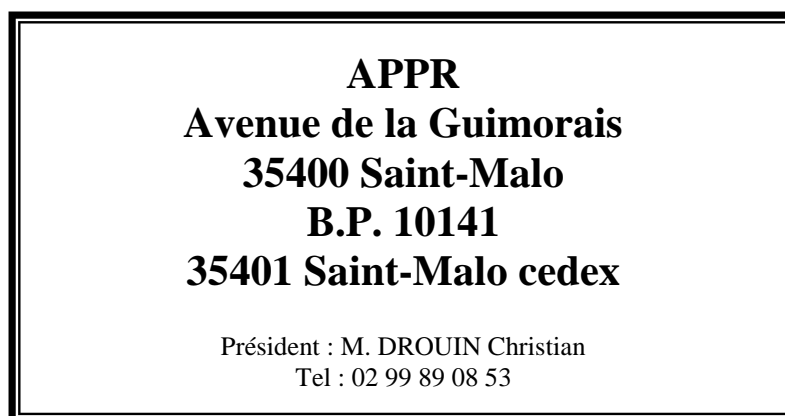 APPR
Avenue de la Guimorais
35400 Saint-Malo
B.P. 10141
35401 Saint-Malo cedex
Président : M. DROUIN Christian
Tel : 02 99 89 08 53